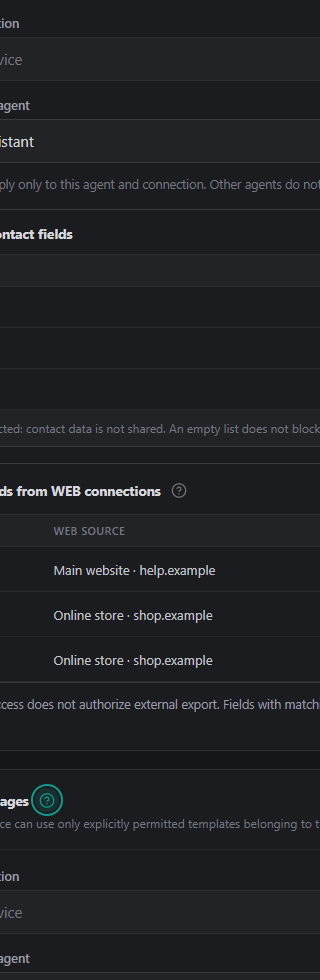 tion
vice
agent
istant
ply only to this agent and connection. Other agents do not
ontact fields
cted: contact data is not shared. An empty list does not block
ds from WEB connections
WEB SOURCE
Main website · help.example
Online store · shop.example
Online store · shop.example
cess does not authorize external export. Fields with match
ages
ce can use only explicitly permitted templates belonging to t
tion
vice
agent